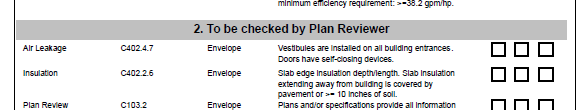 minimum efficiency requirement: >=38.2 gpm/hp.
2. To be checked by Plan Reviewer
Air Leakage C402.4.7 Envelope Vestibules are installed on all building entrances.
Doors have self-closing devices.
Insulation C402.2.6 Envelope Slab edge insulation depth/length. Slab insulation
extending away from building is covered by
pavement or >= 10 inches of soil.
Plan Review C103.2 Envelope Plans and/or specifications provide all information